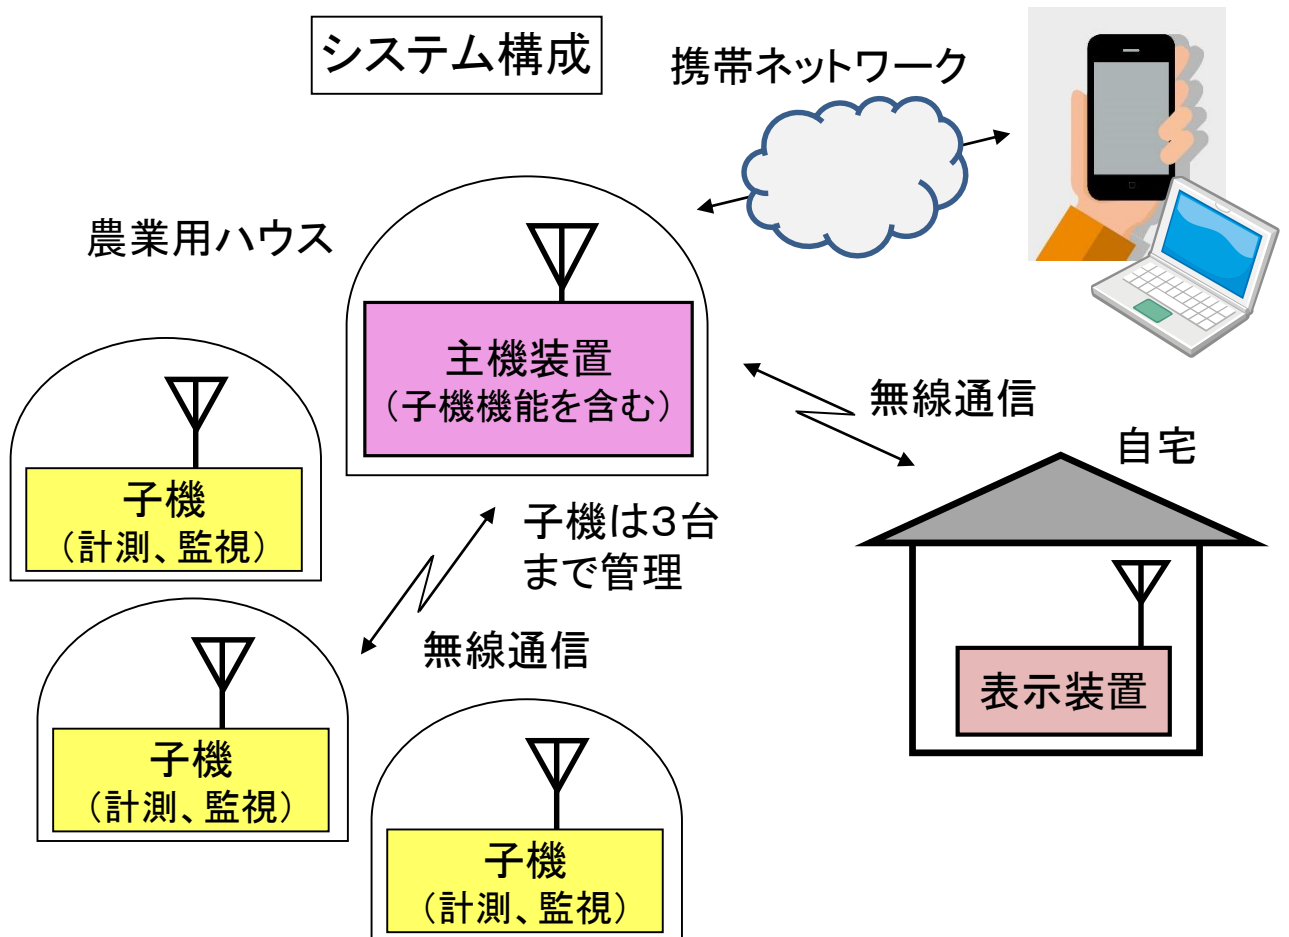 システム構成
携帯ネットワーク
農業用ハウス
主機装置
（子機機能を含む）
無線通信
自宅
子機
（計測、監視）
子機は３台
まで管理
無線通信
表示装置
子機
（計測、監視）
子機
（計測、監視）